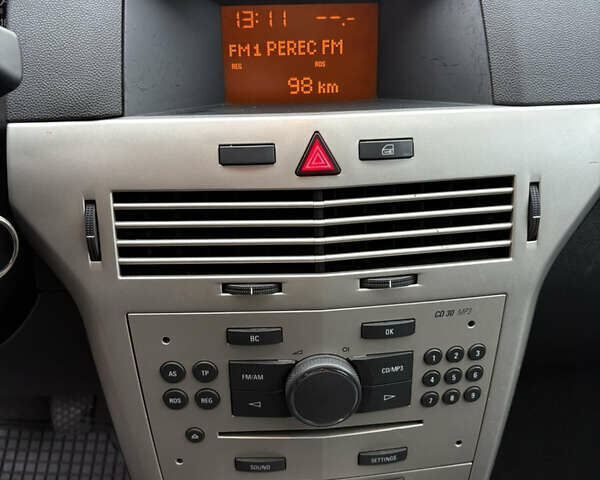 13:11 --.-
FM1 PEREC FM
REG RDS
98 km
CD 30 MP3
BC OK
AS TP FM/AM CD/MP3 1 2 3
4 5 6
RDS REG 7 8 9
SOUND SETTINGS